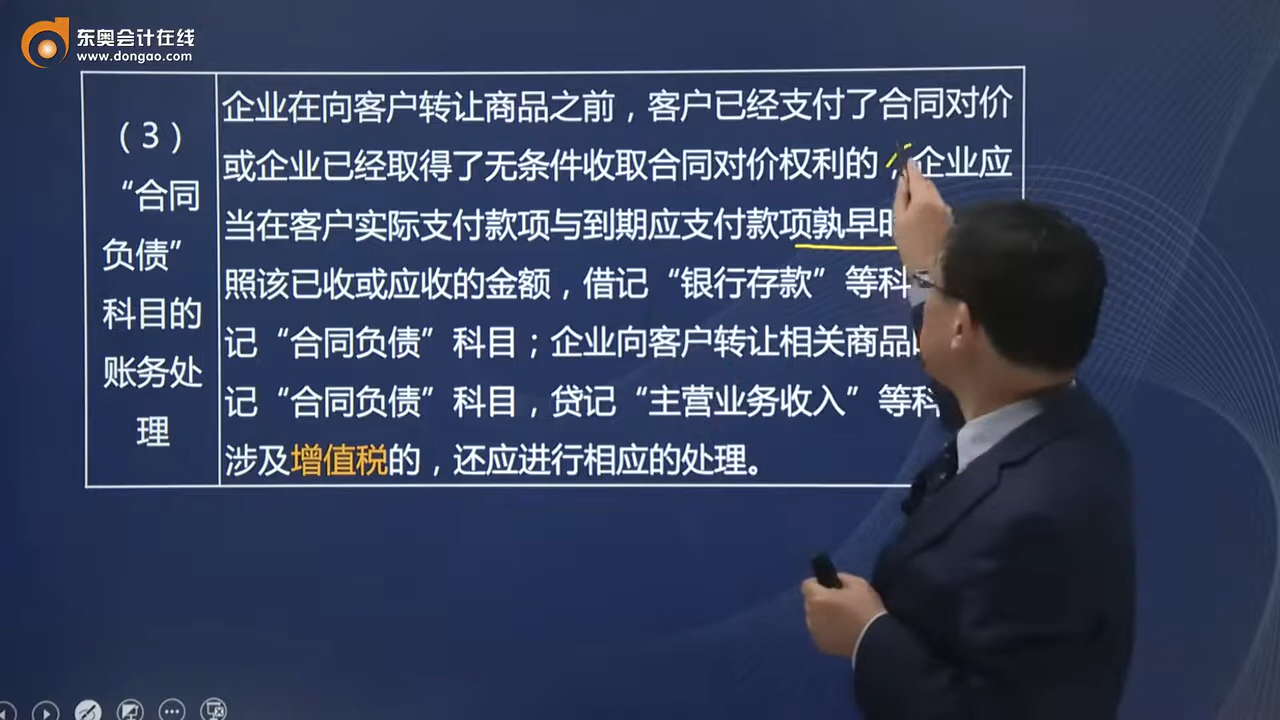 东奥会计在线
www.dongao.com
（3）
“合同
负债”
科目的
账务处
理
企业在向客户转让商品之前，客户已经支付了合同对价
或企业已经取得了无条件收取合同对价权利的，企业应
当在客户实际支付款项与到期应支付款项孰早时
照该已收或应收的金额，借记“银行存款”等科
记“合同负债”科目；企业向客户转让相关商品
记“合同负债”科目，贷记“主营业务收入”等科
涉及增值税的，还应进行相应的处理。